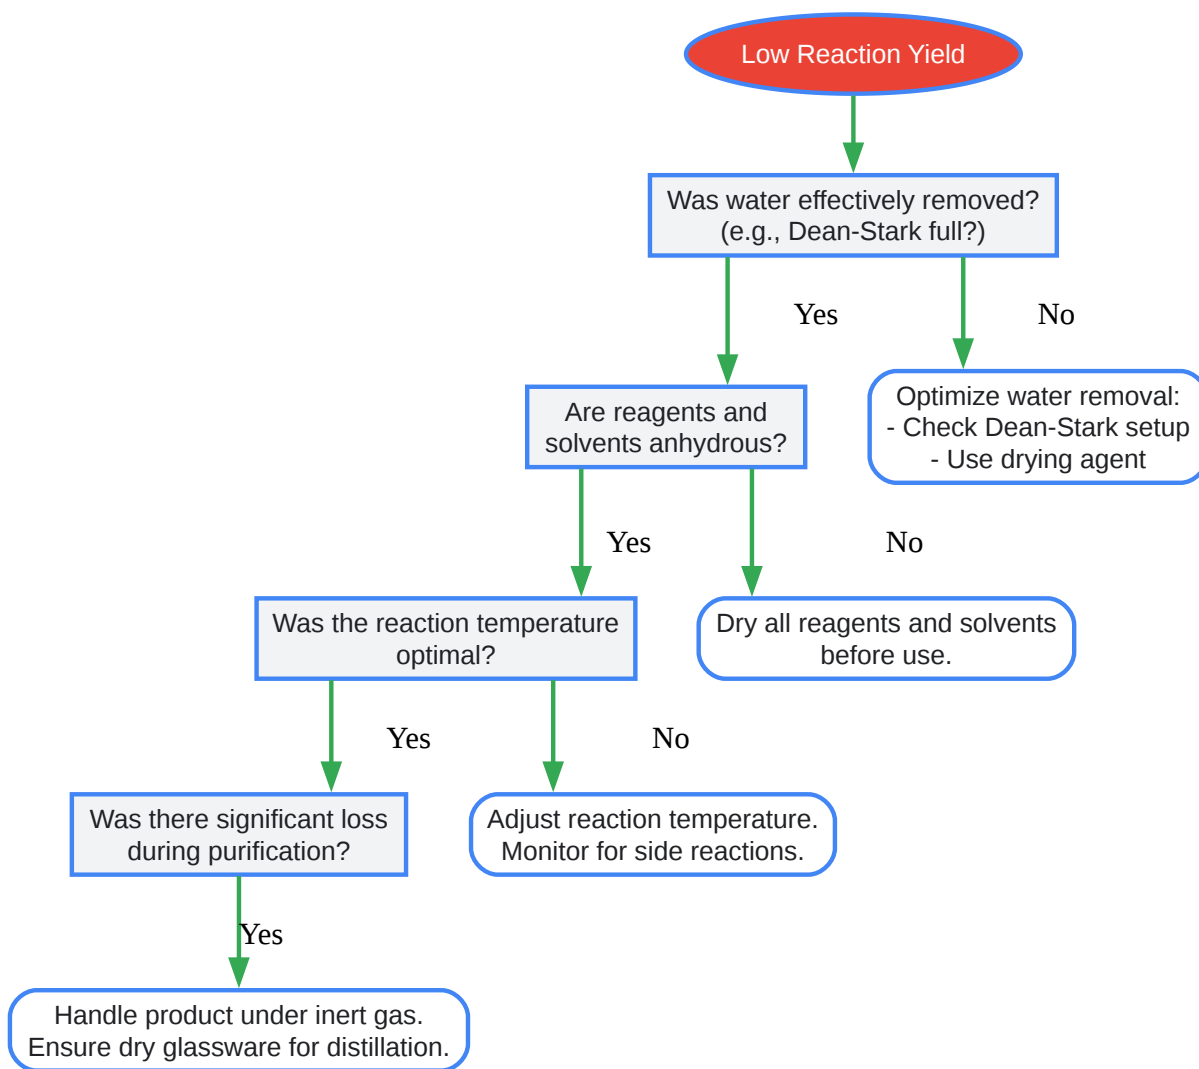 Low Reaction Yield
Was water effectively removed?
(e.g., Dean-Stark full?)
Yes
No
Optimize water removal:
- Check Dean-Stark setup
- Use drying agent
Are reagents and
solvents anhydrous?
Yes
No
Dry all reagents and solvents
before use.
Was the reaction temperature
optimal?
Yes
No
Adjust reaction temperature.
Monitor for side reactions.
Was there significant loss
during purification?
Yes
Handle product under inert gas.
Ensure dry glassware for distillation.